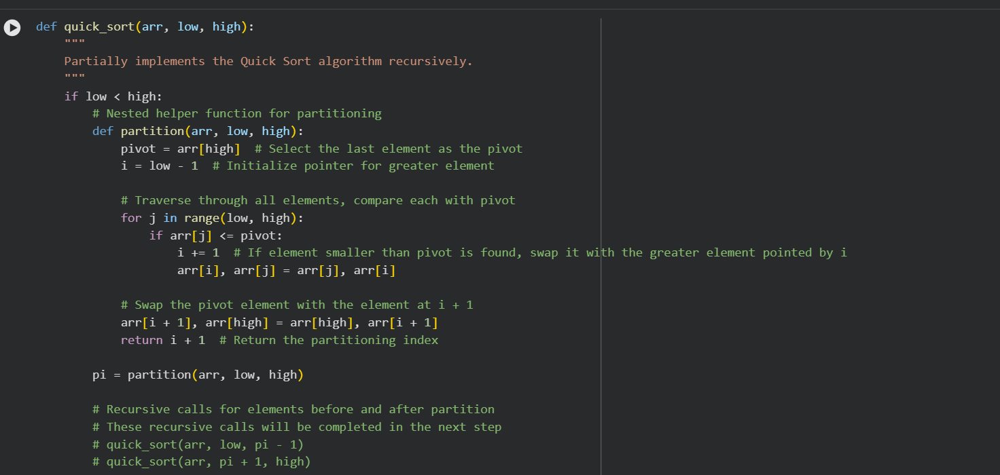 def quick_sort(arr, low, high):
    """
    Partially implements the Quick Sort algorithm recursively.
    """
    if low < high:
        # Nested helper function for partitioning
        def partition(arr, low, high):
            pivot = arr[high]  # Select the last element as the pivot
            i = low - 1  # Initialize pointer for greater element

            # Traverse through all elements, compare each with pivot
            for j in range(low, high):
                if arr[j] <= pivot:
                    i += 1  # If element smaller than pivot is found, swap it with the greater element pointed by i
                    arr[i], arr[j] = arr[j], arr[i]

            # Swap the pivot element with the element at i + 1
            arr[i + 1], arr[high] = arr[high], arr[i + 1]
            return i + 1  # Return the partitioning index

        pi = partition(arr, low, high)

        # Recursive calls for elements before and after partition
        # These recursive calls will be completed in the next step
        # quick_sort(arr, low, pi - 1)
        # quick_sort(arr, pi + 1, high)